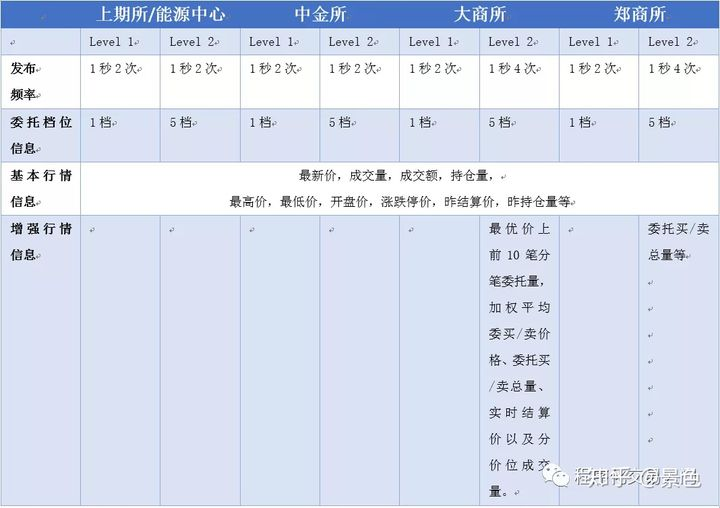 上期所/能源中心 中金所 大商所 郑商所
Level 1 Level 2 Level 1 Level 2 Level 1 Level 2 Level 1 Level 2
发布频率 1秒2次 1秒2次 1秒2次 1秒2次 1秒2次 1秒4次 1秒2次 1秒4次
委托档位信息 1档 5档 1档 5档 1档 5档 1档 5档
基本行情信息
最新价，成交量，成交额，持仓量，
最高价，最低价，开盘价，涨跌停价，昨结算价，昨持仓量等
增强行情信息
最优价上
前10笔分
笔委托量，
加权平均
委买/卖价
格、委托买
/卖总量、
实时结算
价以及分
价位成交
量。
委托买/卖
总量等
知乎 @景色